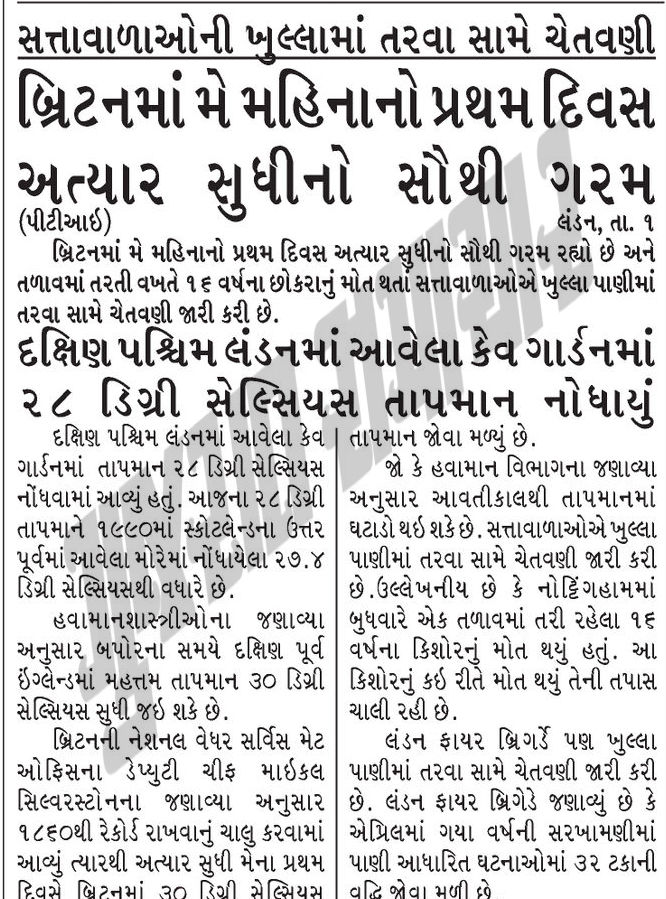 સત્તાવાળાઓની ખુલ્લામાં તરવા સામે ચેતવણી
બ્રિટનમાં મે મહિનાનો પ્રથમ દિવસ
અત્યાર સુધીનો સૌથી ગરમ
(પીટીઆઇ) લંડન, તા. ૧
બ્રિટનમાં મે મહિનાનો પ્રથમ દિવસ અત્યાર સુધીનો સૌથી ગરમ રહ્યો છે અને
તળાવમાં તરતી વખતે ૧૬ વર્ષના છોકરાનું મોત થતાં સત્તાવાળાઓએ ખુલ્લા પાણીમાં
તરવા સામે ચેતવણી જારી કરી છે.
દક્ષિણ પશ્ચિમ લંડનમાં આવેલા કેવ ગાર્ડનમાં
૨૮ ડિગ્રી સેલ્સિયસ તાપમાન નોધાયું
દક્ષિણ પશ્ચિમ લંડનમાં આવેલા કેવ
ગાર્ડનમાં તાપમાન ૨૮ ડિગ્રી સેલ્સિયસ
નોંધવામાં આવ્યું હતું. આજના ૨૮ ડિગ્રી
તાપમાને ૧૯૯૦માં સ્કોટલેન્ડના ઉત્તર
પૂર્વમાં આવેલા મોરેમાં નોંધાયેલા ૨૭.૪
ડિગ્રી સેલ્સિયસથી વધારે છે.
હવામાનશાસ્ત્રીઓના જણાવ્યા
અનુસાર બપોરના સમયે દક્ષિણ પૂર્વ
ઇંગ્લેન્ડમાં મહત્તમ તાપમાન ૩૦ ડિગ્રી
સેલ્સિયસ સુધી જઇ શકે છે.
બ્રિટનની નેશનલ વેધર સર્વિસ મેટ
ઓફિસના ડેપ્યુટી ચીફ માઇકલ
સિલ્વરસ્ટોનના જણાવ્યા અનુસાર
૧૮૬૦થી રેકોર્ડ રાખવાનું ચાલુ કરવામાં
આવ્યું ત્યારથી અત્યાર સુધી મેના પ્રથમ
દિવસે બ્રિટનમાં ૩૦ ડિગ્રી સેલ્સિયસ
તાપમાન જોવા મળ્યું છે.
જો કે હવામાન વિભાગના જણાવ્યા
અનુસાર આવતીકાલથી તાપમાનમાં
ઘટાડો થઇ શકે છે. સત્તાવાળાઓએ ખુલ્લા
પાણીમાં તરવા સામે ચેતવણી જારી કરી
છે.ઉલ્લેખનીય છે કે નોટ્ટિંગહામમાં
બુધવારે એક તળાવમાં તરી રહેલા ૧૬
વર્ષના કિશોરનું મોત થયું હતું. આ
કિશોરનું કઇ રીતે મોત થયું તેની તપાસ
ચાલી રહી છે.
લંડન ફાયર બ્રિગર્ડે પણ ખુલ્લા
પાણીમાં તરવા સામે ચેતવણી જારી કરી
છે. લંડન ફાયર બ્રિગેડે જણાવ્યું છે કે
એપ્રિલમાં ગયા વર્ષની સરખામણીમાં
પાણી આધારિત ઘટનાઓમાં ૩૨ ટકાની
વૃદ્ધિ જોવા મળી છે.
ગુજરાત સમાચાર